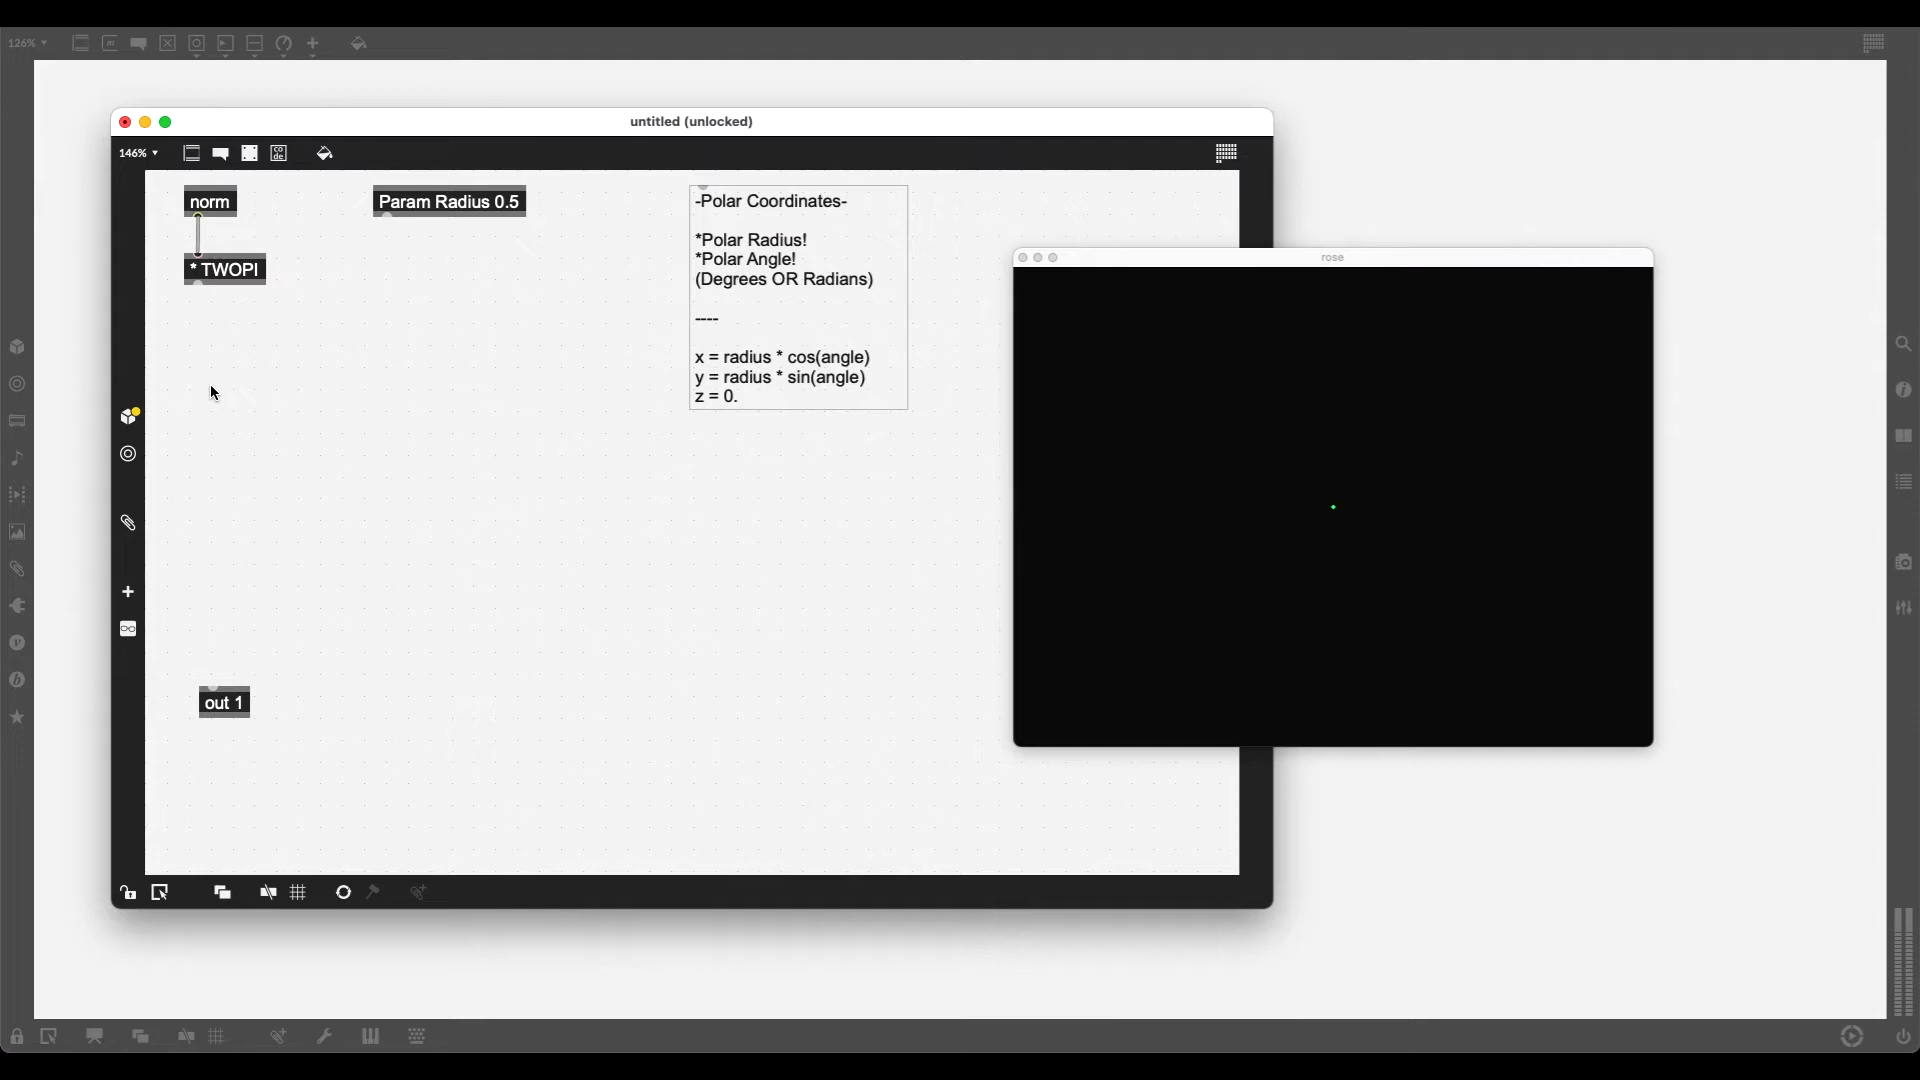 126%
untitled (unlocked)
146%
norm
Param Radius 0.5
* TWOPI
-Polar Coordinates-
*Polar Radius!
*Polar Angle!
(Degrees OR Radians)
----
x = radius * cos(angle)
y = radius * sin(angle)
z = 0.
rose
out 1